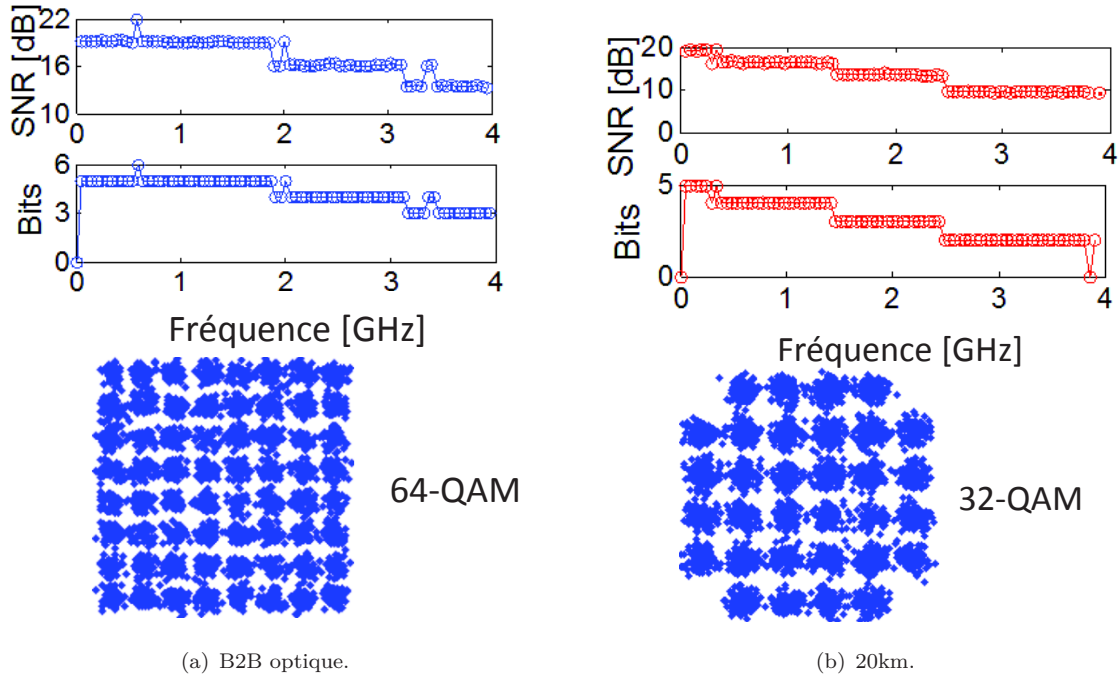 SNR [dB]
22
16
10
0 1 2 3 4
Bits
6
3
0
0 1 2 3 4
Fréquence [GHz]
64-QAM
(a) B2B optique.
SNR [dB]
20
10
0
0 1 2 3 4
Bits
5
0
0 1 2 3 4
Fréquence [GHz]
32-QAM
(b) 20km.